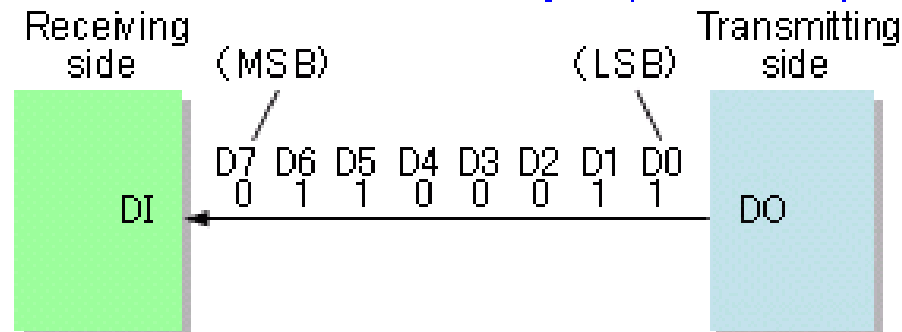 Receiving side
(MSB)
(LSB)
Transmitting side
D7 D6 D5 D4 D3 D2 D1 D0
0 1 1 0 0 0 1 1
DI
DO